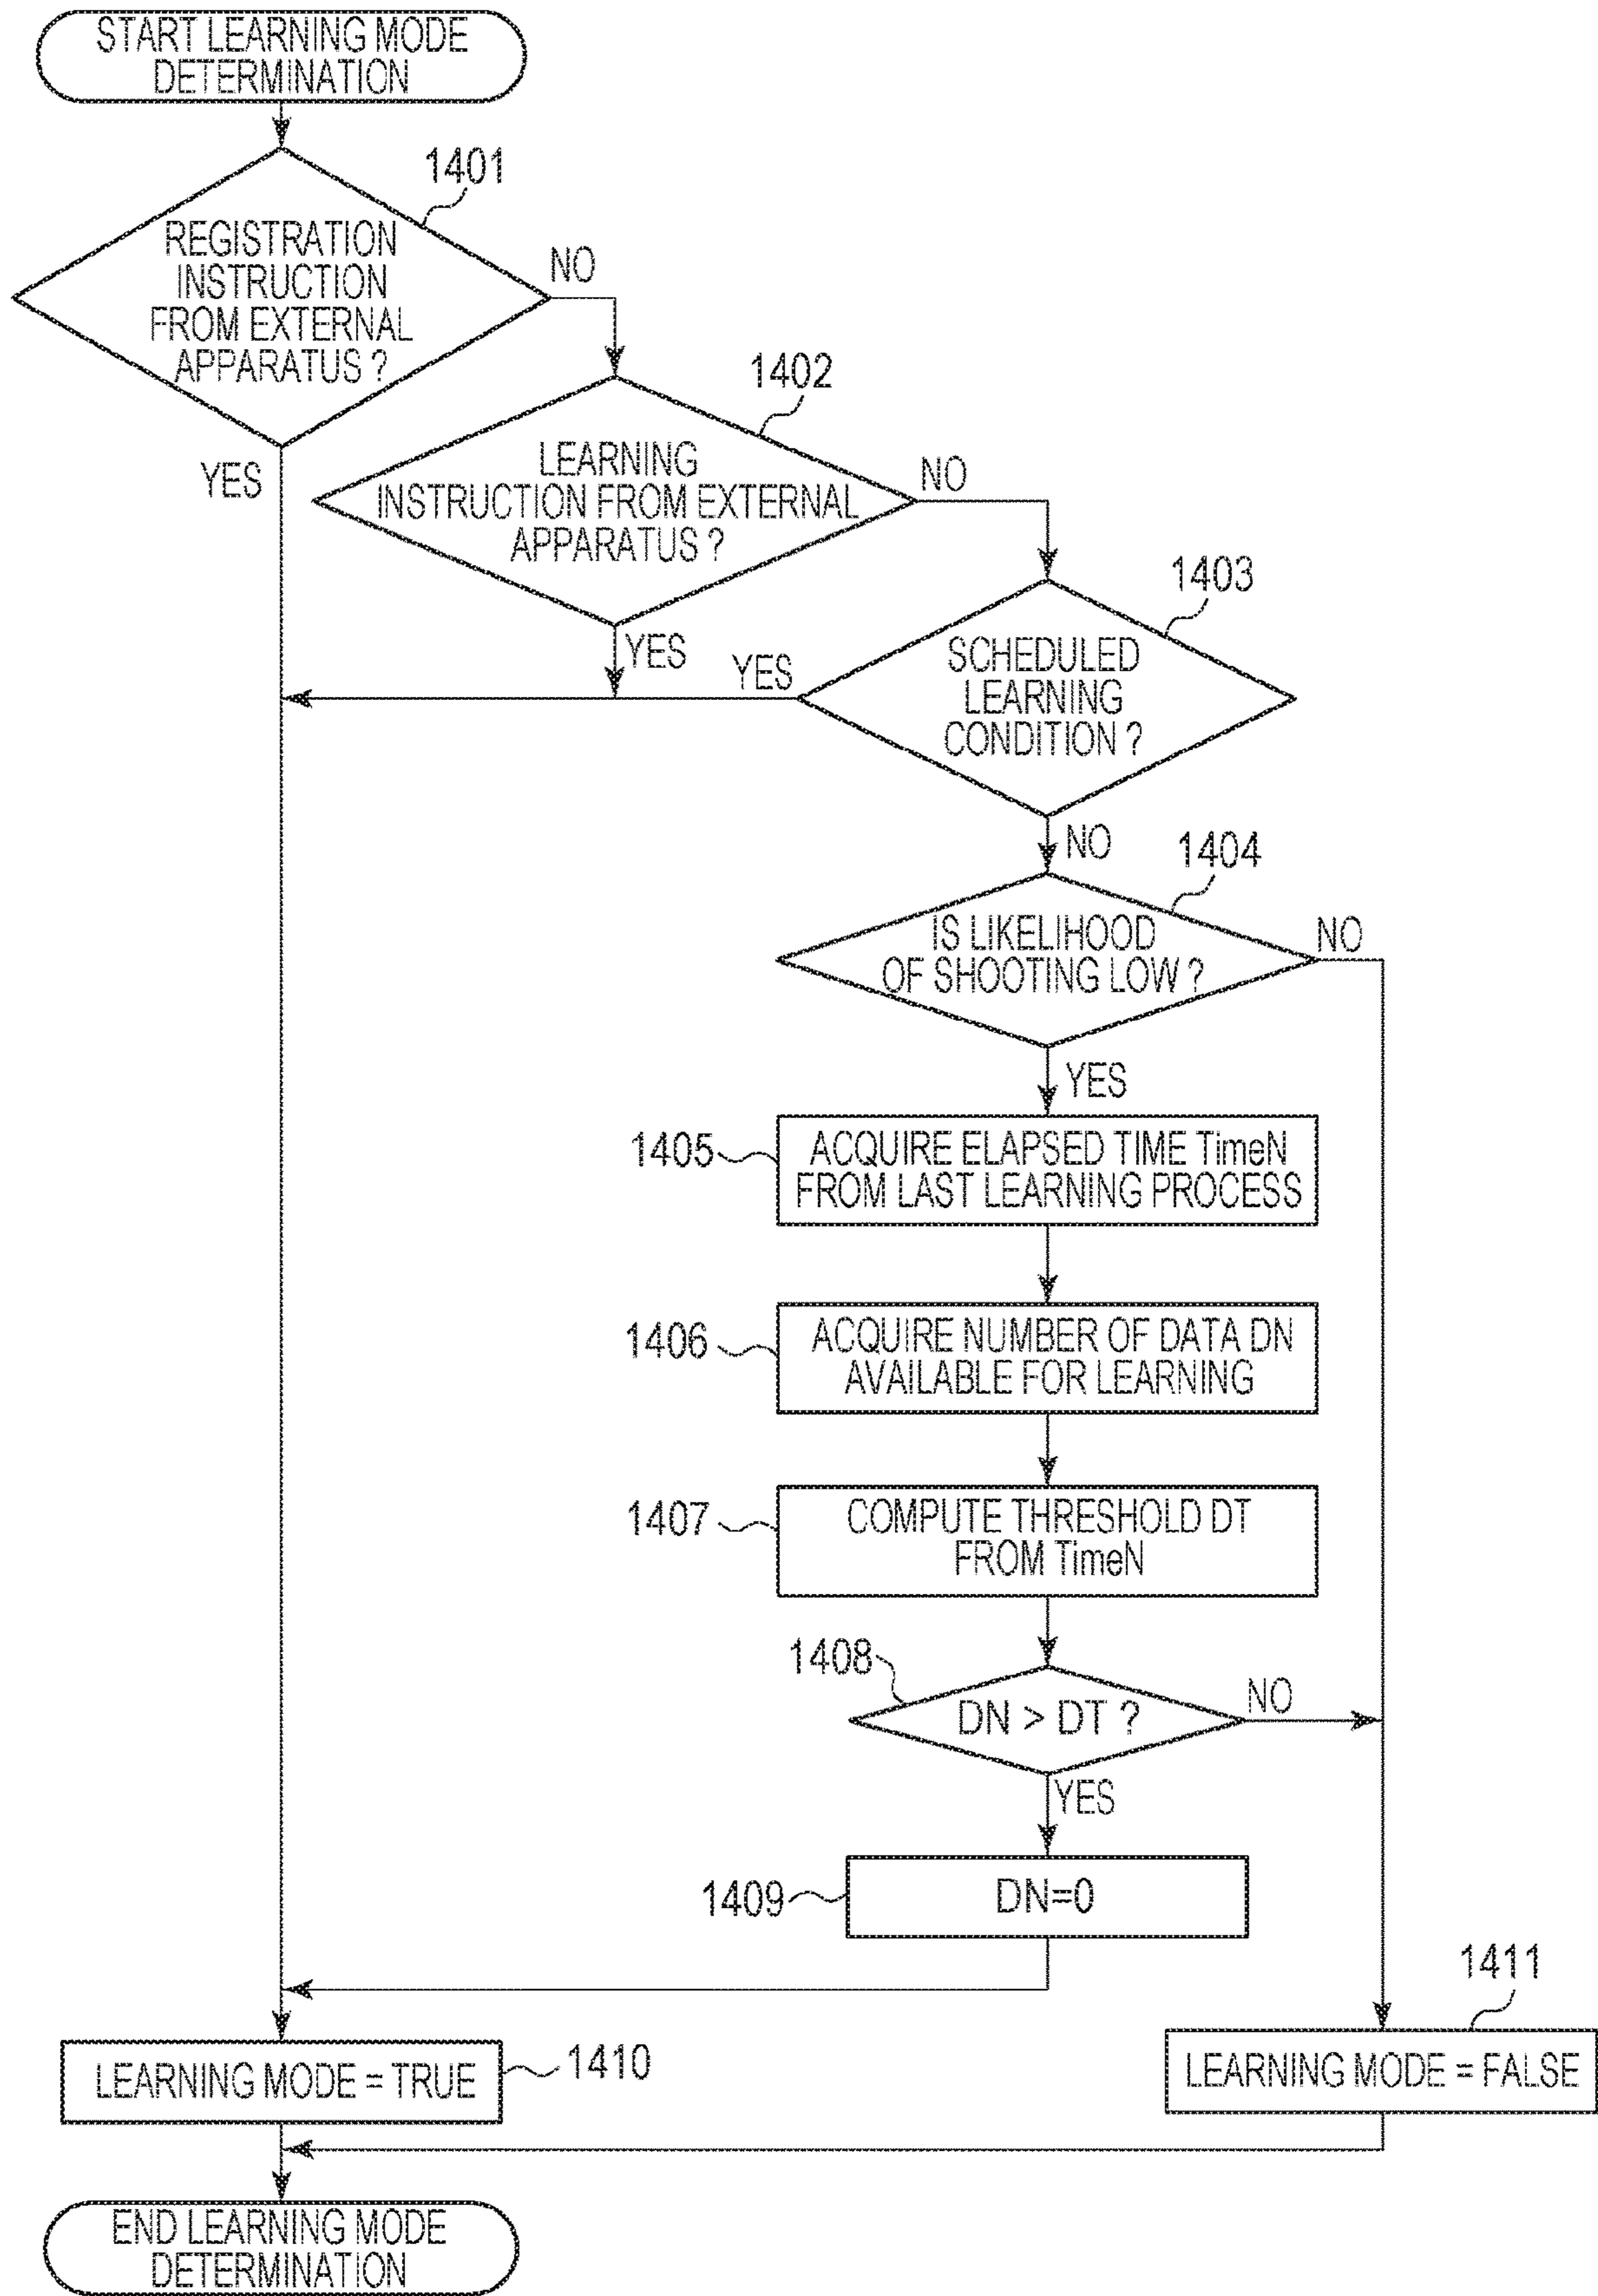 START LEARNING MODE
DETERMINATION
1401
REGISTRATION
INSTRUCTION
FROM EXTERNAL
APPARATUS ?
NO
YES
1402
LEARNING
INSTRUCTION FROM EXTERNAL
APPARATUS ?
NO
YES
1403
SCHEDULED
LEARNING
CONDITION ?
YES
NO
1404
IS LIKELIHOOD
OF SHOOTING LOW ?
NO
YES
1405
ACQUIRE ELAPSED TIME TimeN
FROM LAST LEARNING PROCESS
1406
ACQUIRE NUMBER OF DATA DN
AVAILABLE FOR LEARNING
1407
COMPUTE THRESHOLD DT
FROM TimeN
1408
DN > DT ?
NO
YES
1409
DN=0
1410
LEARNING MODE = TRUE
1411
LEARNING MODE = FALSE
END LEARNING MODE
DETERMINATION